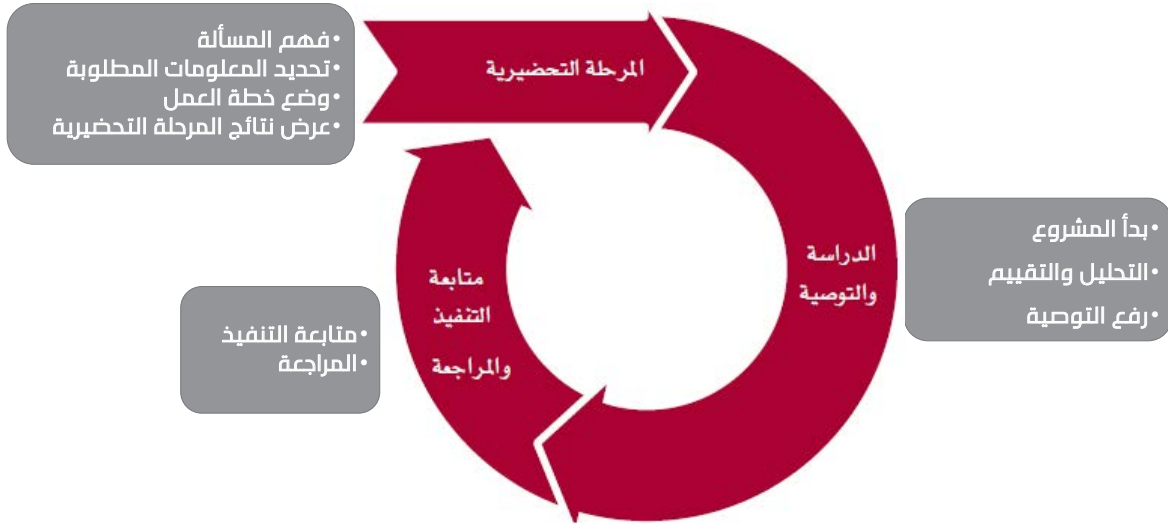 •فهم المسألة
•تحديد المعلومات المطلوبة
•وضع خطة العمل
•عرض نتائج المرحلة التحضيرية
المرحلة التحضيرية
الدراسة
والتوصية
•بدأ المشروع
•التحليل والتقييم
•رفع التوصية
متابعة
التنفيذ
والمراجعة
•متابعة التنفيذ
•المراجعة